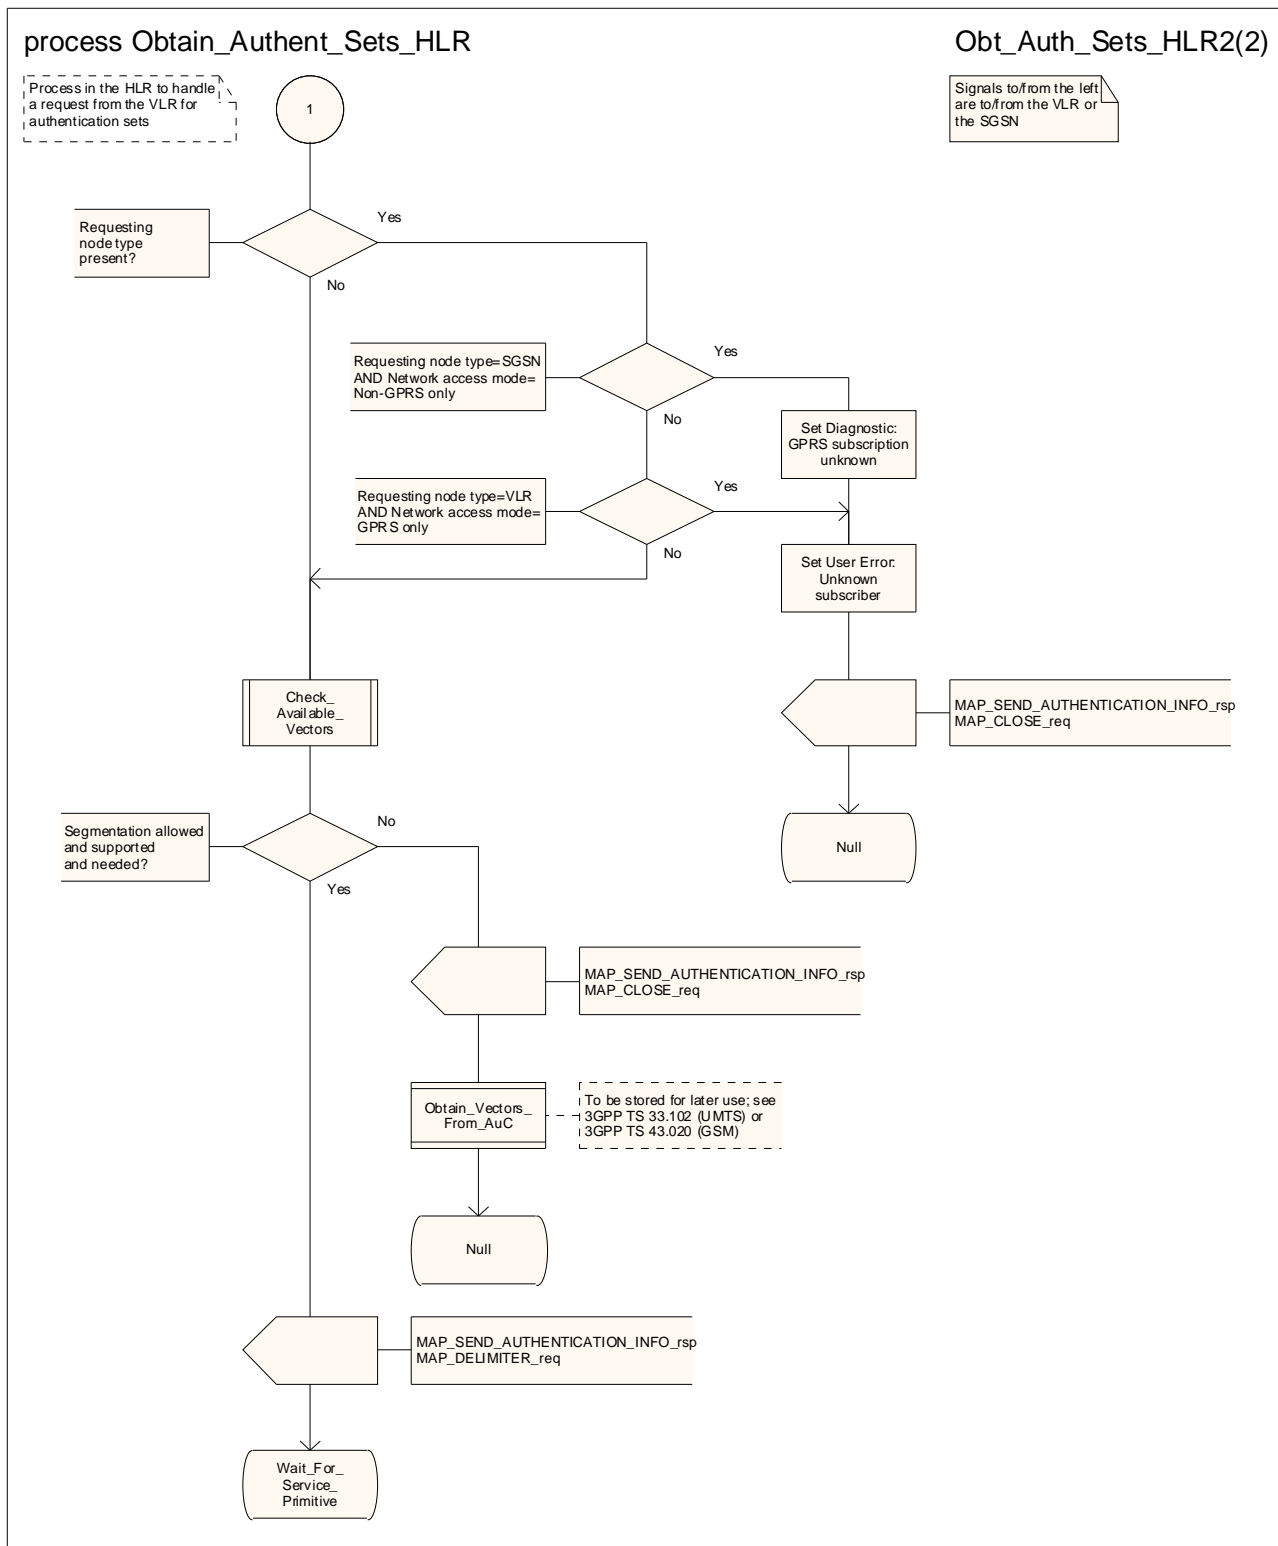 process Obtain_Authent_Sets_HLR
Obt_Auth_Sets_HLR2(2)
Process in the HLR to handle
a request from the VLR for
authentication sets
1
Signals to/from the left
are to/from the VLR or
the SGSN
Requesting
node type
present?
Yes
No
Requesting node type=SGSN
AND Network access mode=
Non-GPRS only
Yes
No
Set Diagnostic:
GPRS subscription
unknown
Requesting node type=VLR
AND Network access mode=
GPRS only
Yes
No
Set User Error:
Unknown
subscriber
Check_
Available_
Vectors
MAP_SEND_AUTHENTICATION_INFO_rsp
MAP_CLOSE_req
Segmentation allowed
and supported
and needed?
No
Yes
Null
MAP_SEND_AUTHENTICATION_INFO_rsp
MAP_CLOSE_req
Obtain_Vectors_
From_AuC
To be stored for later use; see
3GPP TS 33.102 (UMTS) or
3GPP TS 43.020 (GSM)
Null
MAP_SEND_AUTHENTICATION_INFO_rsp
MAP_DELIMITER_req
Wait_For_
Service_
Primitive